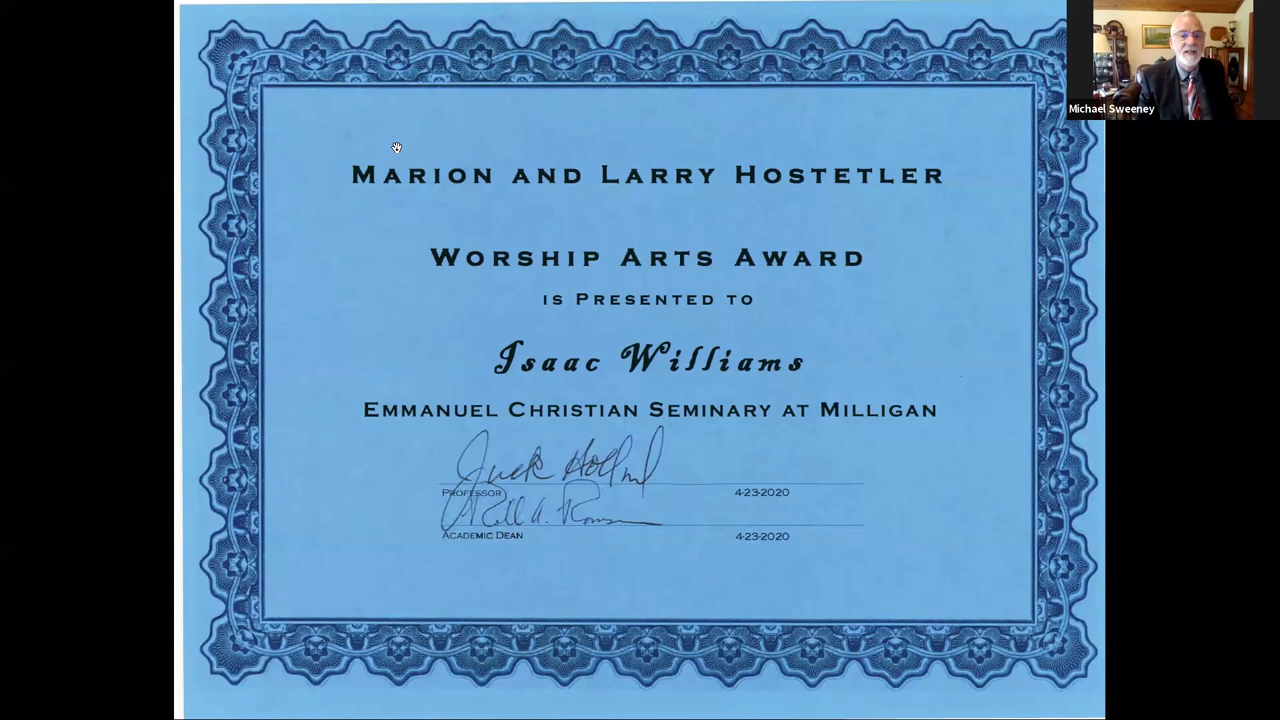 Michael Sweeney
MARION AND LARRY HOSTETLER
WORSHIP ARTS AWARD
IS PRESENTED TO
Isaac Williams
EMMANUEL CHRISTIAN SEMINARY AT MILLIGAN
PROFESSOR 4-23-2020
ACADEMIC DEAN 4-23-2020